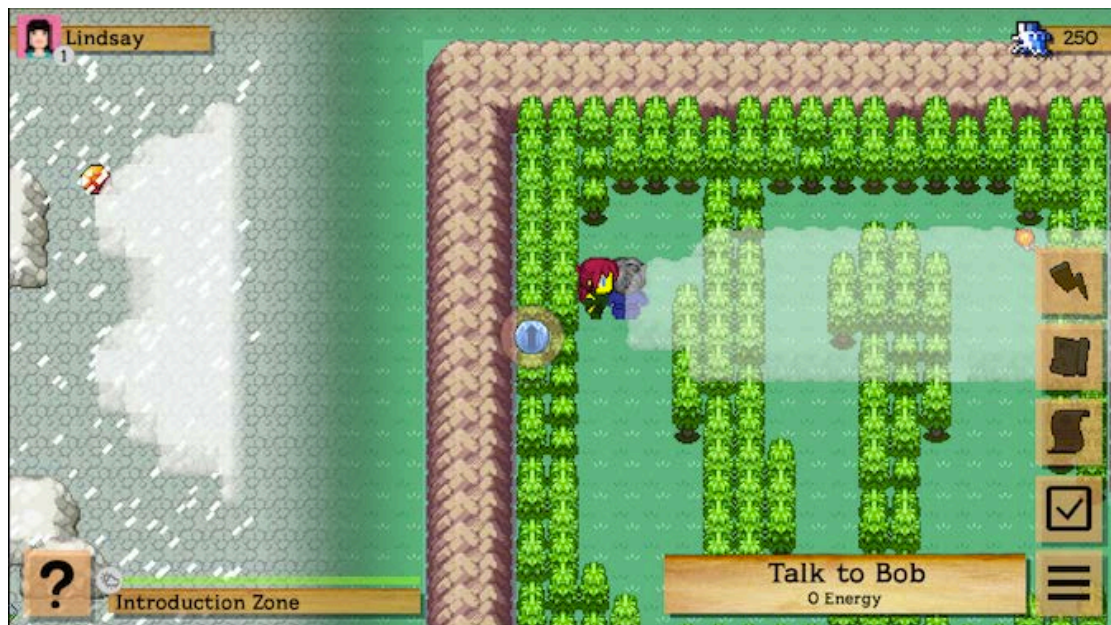 Lindsay
1
250
?
Introduction Zone
Talk to Bob
0 Energy